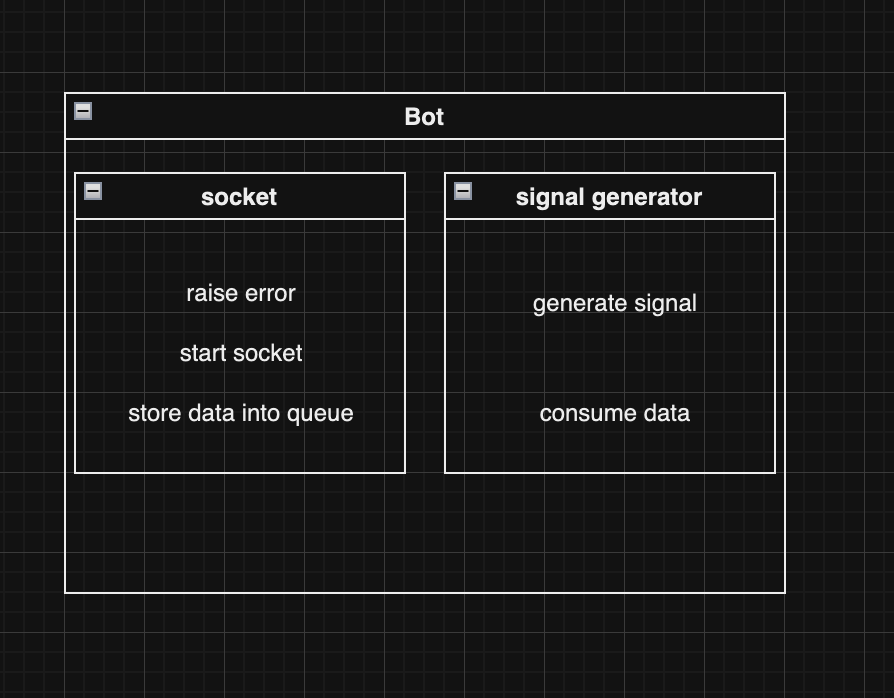 Bot
socket
raise error
start socket
store data into queue
signal generator
generate signal
consume data